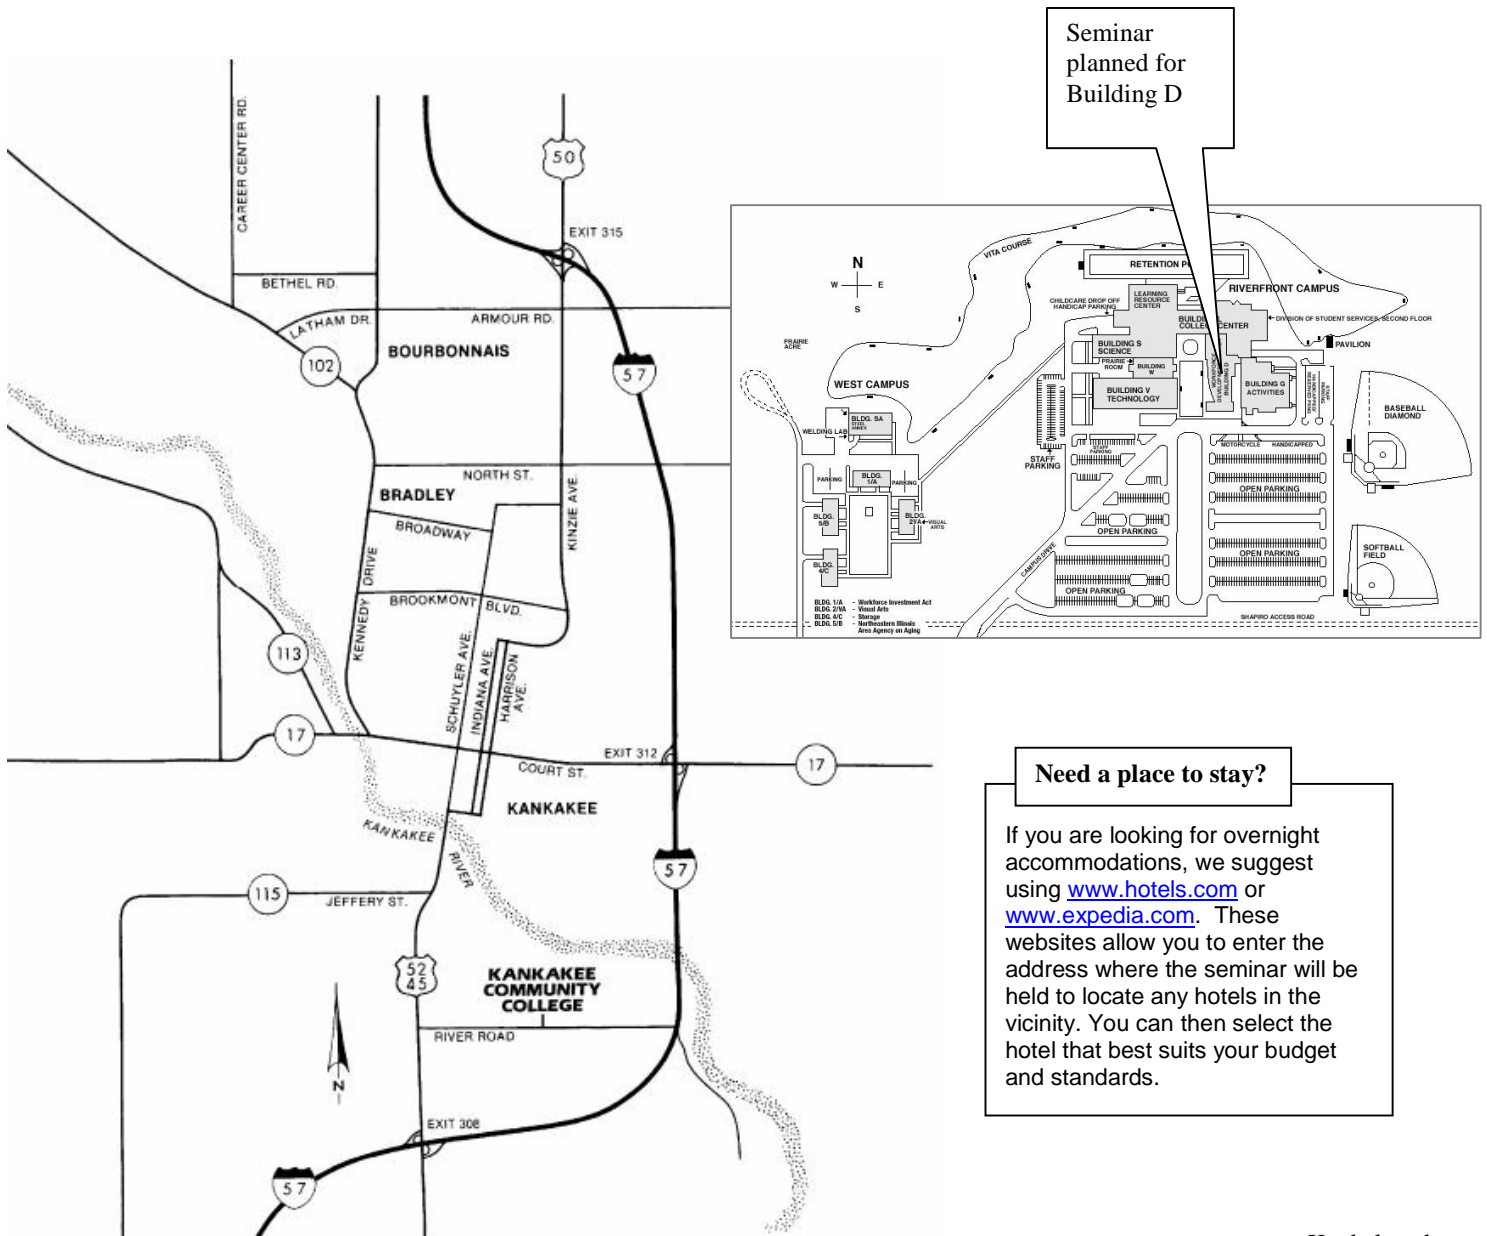 Seminar
planned for
Building D
CAREER CENTER RD.
50
EXIT 315
BETHEL RD.
LATHAM DR.
ARMOUR RD.
BOURBONNAIS
102
57
NORTH ST.
BRADLEY
BROADWAY
KINZIE AVE.
KENNEDY DRIVE
BROOKMONT BLVD.
113
SCHUYLER AVE.
INDIANA AVE.
HARRISON
AVE.
17
EXIT 312
COURT ST.
17
KANKAKEE
KANKAKEE RIVER
57
115
JEFFERY ST.
52
45
KANKAKEE
COMMUNITY
COLLEGE
RIVER ROAD
N
EXIT 308
57
N
W E
S
VITA COURSE
RIVERFRONT CAMPUS
LEARNING
RESOURCE
CENTER
CHILDCARE DROP OFF
HANDICAP PARKING
DIVISION OF STUDENT SERVICES, SECOND FLOOR
BUILDING S
SCIENCE
PAVILION
PRAIRIE
ACRE
PRAIRIE
ROOM
BUILDING
W
WEST CAMPUS
BUILDING V
TECHNOLOGY
BUILDING D
BUILDING G
ACTIVITIES
STAFF
PARKING
BASEBALL
DIAMOND
BLDG. SA
STEEL
ANNEX
WELDING LAB
STAFF
PARKING
STAFF
PARKING
MOTORCYCLE HANDICAPPED
BLDG.
1/A
PARKING
PARKING
OPEN PARKING
BLDG.
5/B
BLDG.
2VA
VISUAL
ARTS
OPEN PARKING
SOFTBALL
FIELD
OPEN PARKING
CAMPUS DRIVE
BLDG.
4/C
OPEN PARKING
BLDG. 1/A - Workforce Investment Act
BLDG. 2/VA - Visual Arts
BLDG. 4/C - Storage
BLDG. 5/B - Northeastern Illinois
Area Agency on Aging
SHAPIRO ACCESS ROAD
Need a place to stay?
If you are looking for overnight
accommodations, we suggest
using www.hotels.com or
www.expedia.com. These
websites allow you to enter the
address where the seminar will be
held to locate any hotels in the
vicinity. You can then select the
hotel that best suits your budget
and standards.